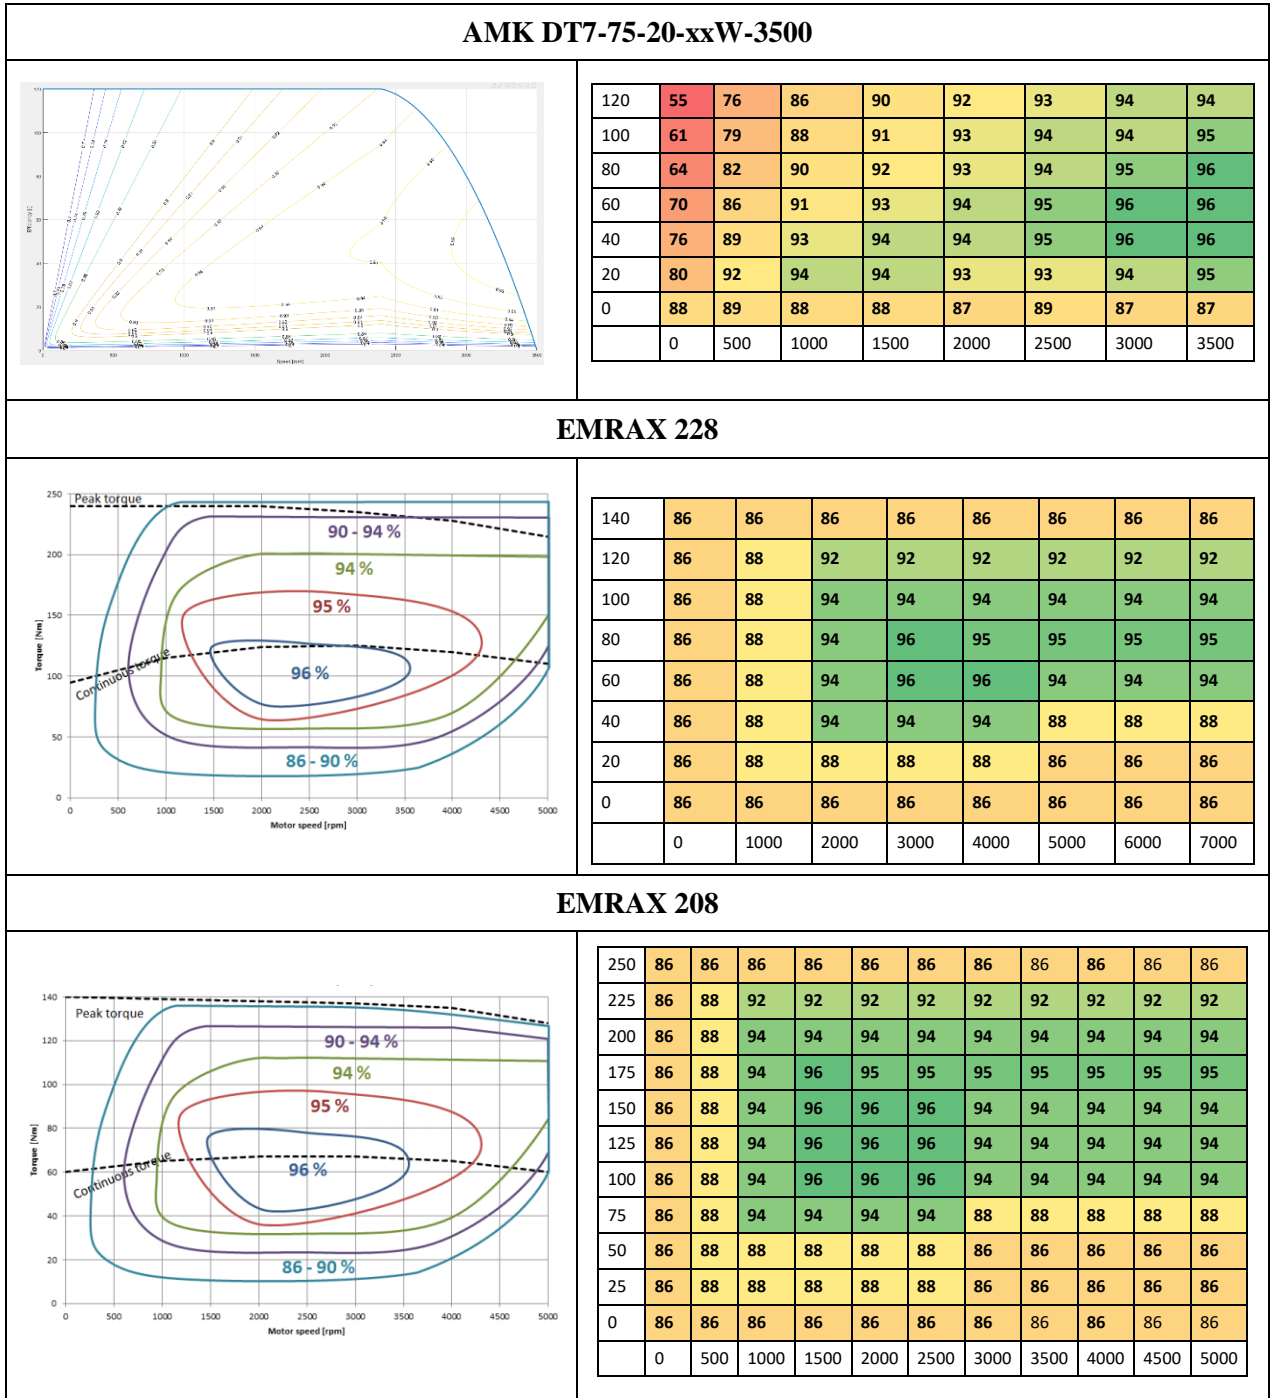 AMK DT7-75-20-xxW-3500
Speed [rpm]
120 55 76 86 90 92 93 94 94
100 61 79 88 91 93 94 94 95
80 64 82 90 92 93 94 95 96
60 70 86 91 93 94 95 96 96
40 76 89 93 94 94 95 96 96
20 80 92 94 94 93 93 94 95
0 88 89 88 88 87 89 87 87
0 500 1000 1500 2000 2500 3000 3500
EMRAX 228
250
200
150
100
50
0
Torque [Nm]
Peak torque
90 - 94 %
94 %
95 %
Continuous torque
96 %
86 - 90 %
0 500 1000 1500 2000 2500 3000 3500 4000 4500 5000
Motor speed [rpm]
140 86 86 86 86 86 86 86 86
120 86 88 92 92 92 92 92 92
100 86 88 94 94 94 94 94 94
80 86 88 94 96 95 95 95 95
60 86 88 94 96 96 94 94 94
40 86 88 94 94 94 88 88 88
20 86 88 88 88 88 86 86 86
0 86 86 86 86 86 86 86 86
0 1000 2000 3000 4000 5000 6000 7000
EMRAX 208
140
120
100
80
60
40
20
0
Torque [Nm]
Peak torque
90 - 94 %
94 %
95 %
Continuous torque
96 %
86 - 90 %
0 500 1000 1500 2000 2500 3000 3500 4000 4500 5000
Motor speed [rpm]
250 86 86 86 86 86 86 86 86 86 86 86
225 86 88 92 92 92 92 92 92 92 92 92
200 86 88 94 94 94 94 94 94 94 94 94
175 86 88 94 96 95 95 95 95 95 95 95
150 86 88 94 96 96 96 94 94 94 94 94
125 86 88 94 96 96 96 94 94 94 94 94
100 86 88 94 96 96 96 94 94 94 94 94
75 86 88 94 94 94 94 88 88 88 88 88
50 86 88 88 88 88 88 86 86 86 86 86
25 86 88 88 88 88 88 86 86 86 86 86
0 86 86 86 86 86 86 86 86 86 86 86
0 500 1000 1500 2000 2500 3000 3500 4000 4500 5000